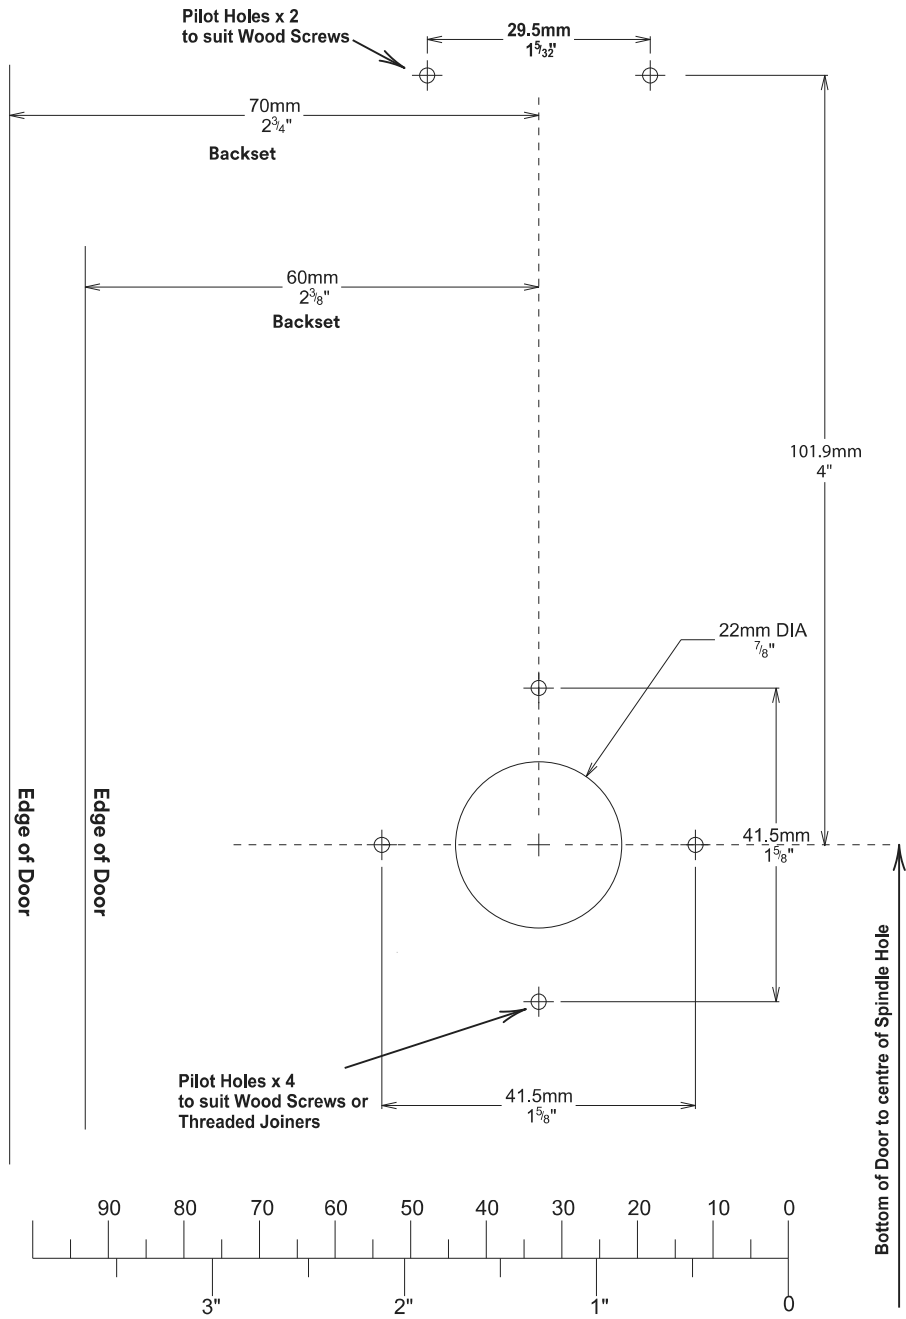 Pilot Holes x 2
to suit Wood Screws
29.5mm
1 5/32"
70mm
2 3/4"
Backset
60mm
2 3/8"
Backset
101.9mm
4"
22mm DIA
7/8"
Edge of Door
Edge of Door
41.5mm
1 5/8"
Bottom of Door to centre of Spindle Hole
Pilot Holes x 4
to suit Wood Screws or
Threaded Joiners
41.5mm
1 5/8"
90 80 70 60 50 40 30 20 10 0
3" 2" 1" 0